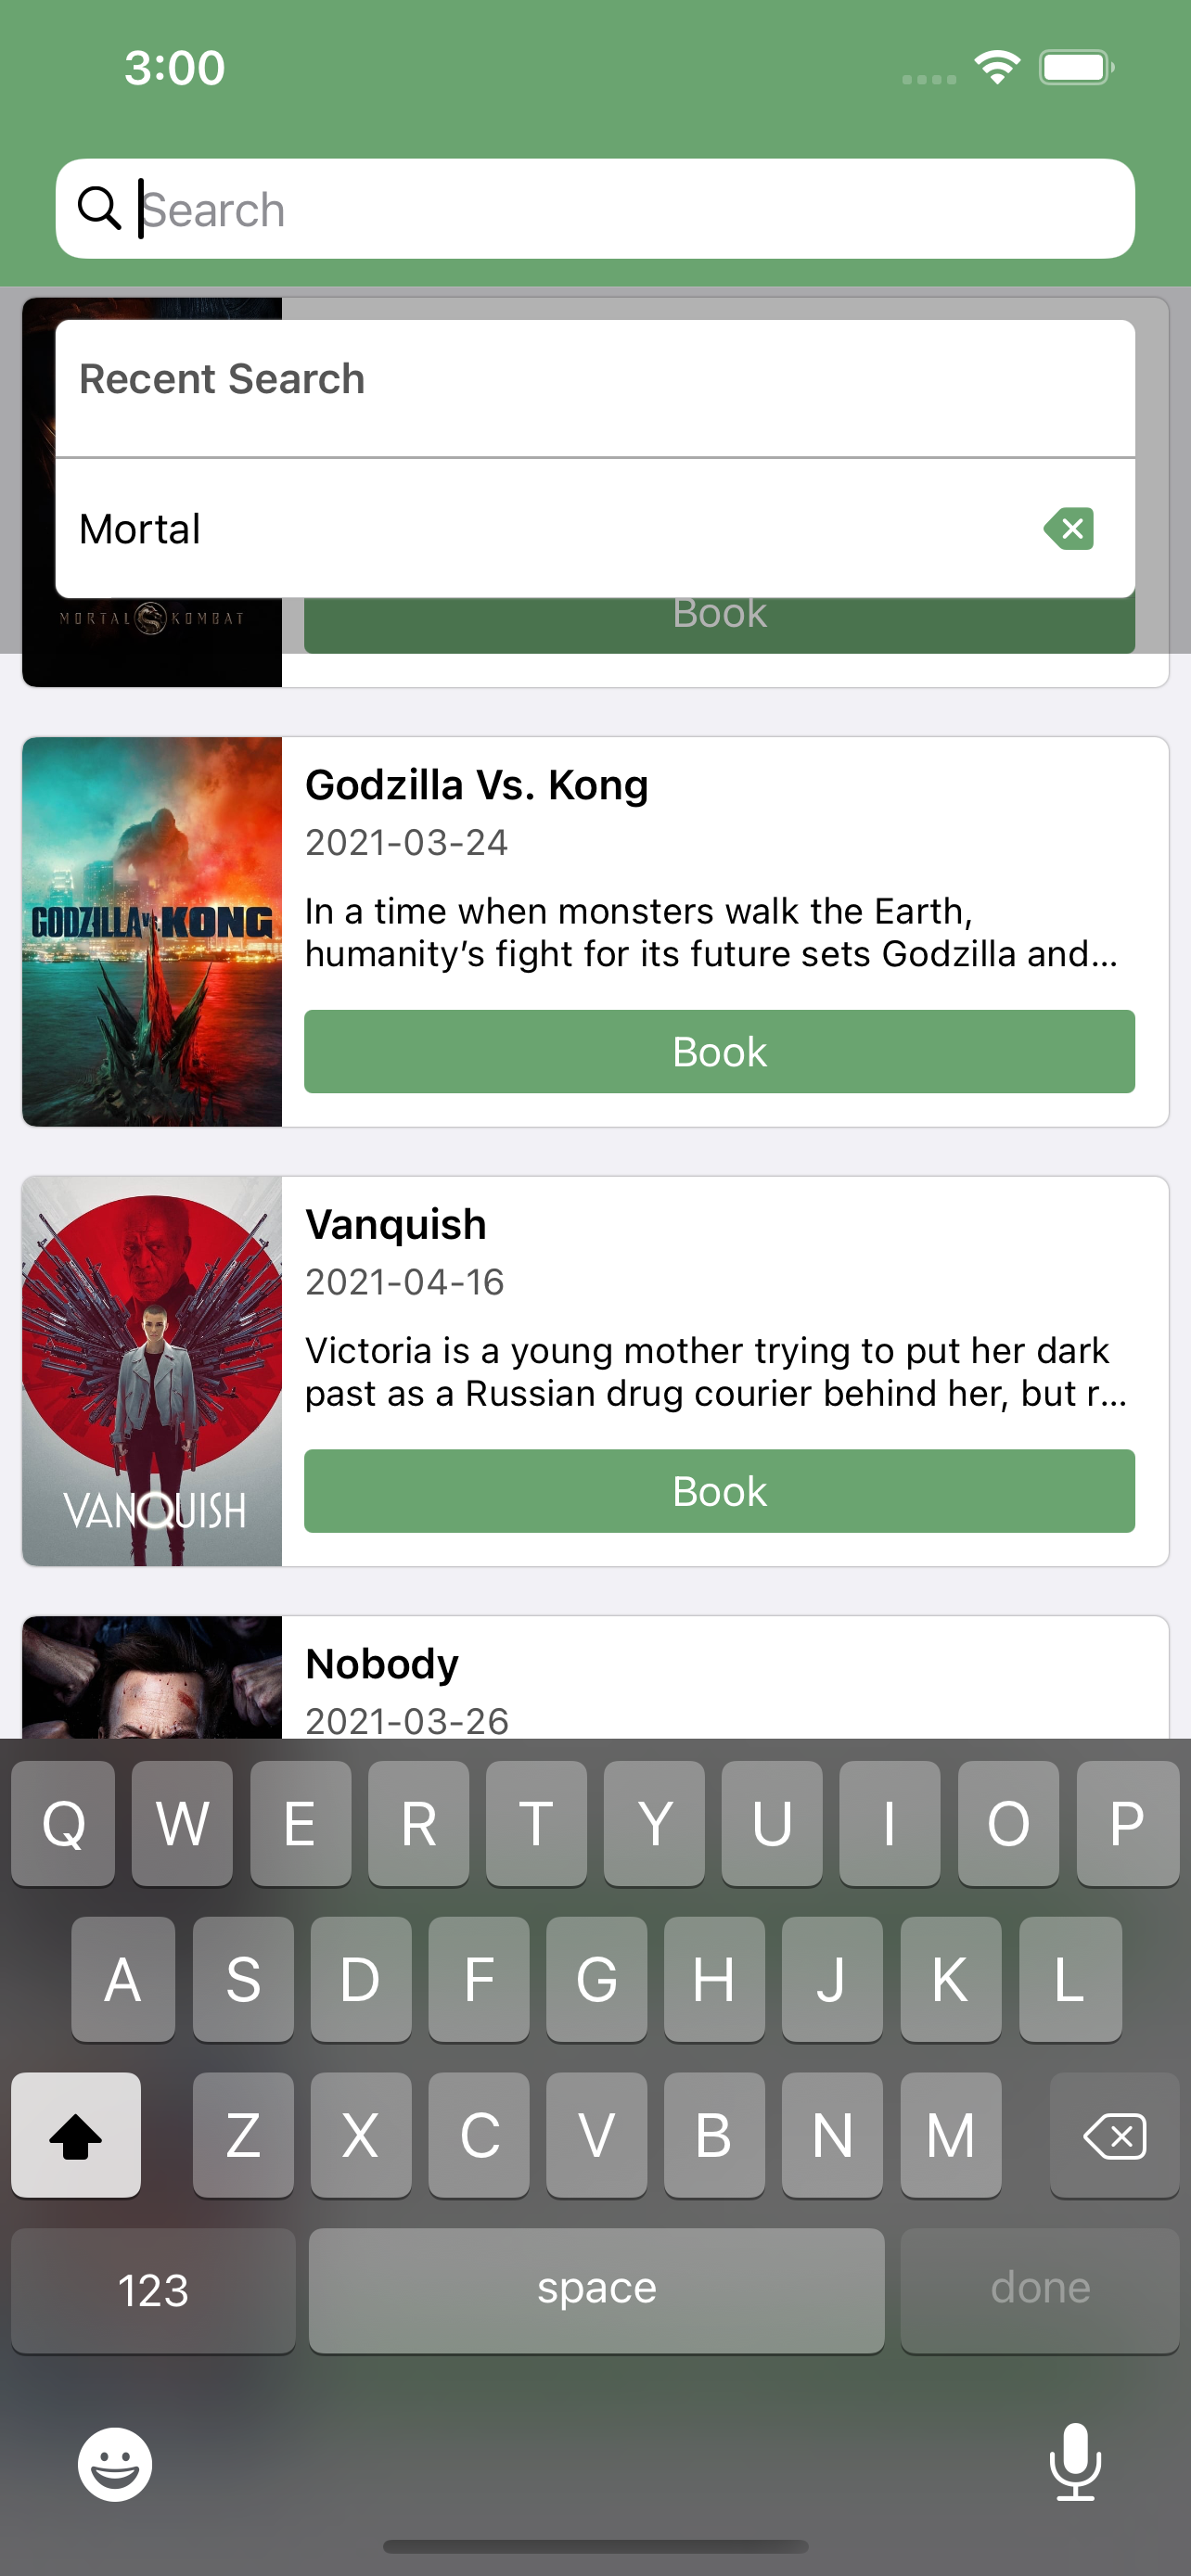 3:00
Search
Recent Search
Mortal
MORTAL KOMBAT
Book
Godzilla Vs. Kong
2021-03-24
GODZILLA VS. KONG
In a time when monsters walk the Earth,
humanity’s fight for its future sets Godzilla and...
Book
Vanquish
2021-04-16
Victoria is a young mother trying to put her dark
past as a Russian drug courier behind her, but r...
VANQUISH
Book
Nobody
2021-03-26
Q W E R T Y U I O P
A S D F G H J K L
Z X C V B N M
123 space done